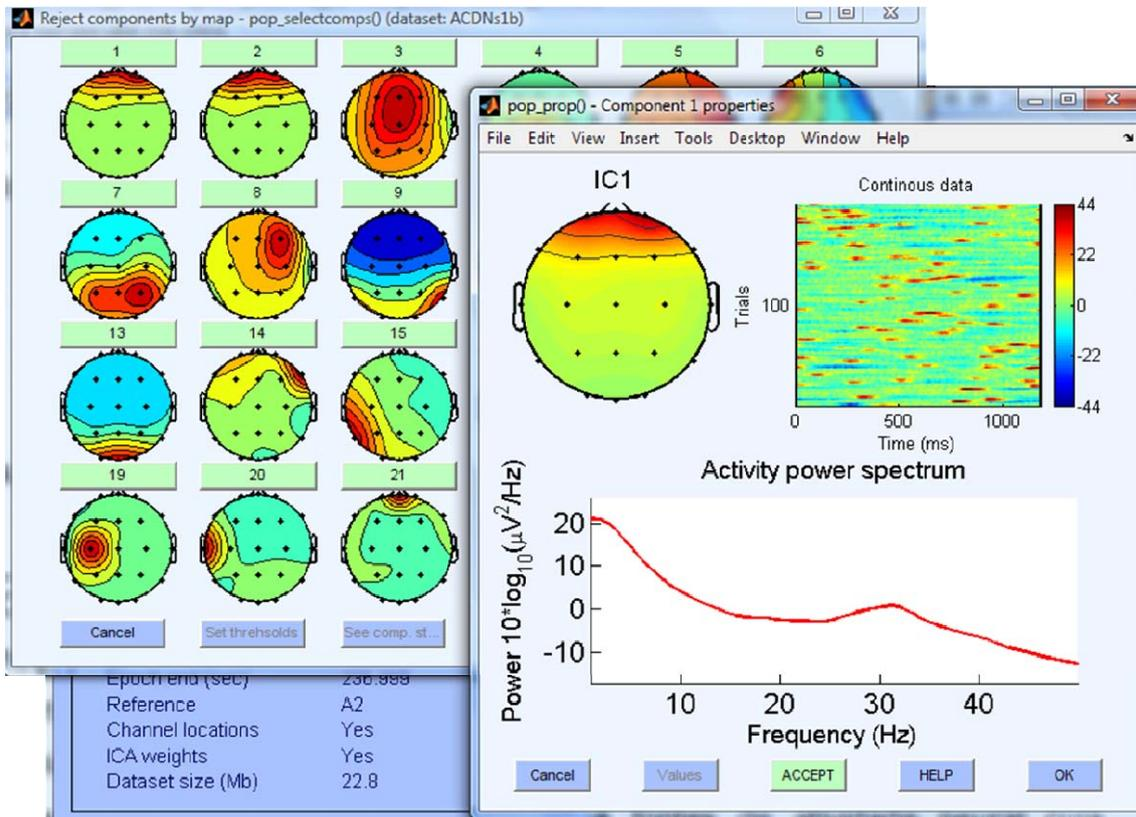 Reject components by map - pop_selectcomps() (dataset: ACDNs1b)
1 2 3 4 5 6
7 8 9
13 14 15
19 20 21
Cancel Set threhsolds See comp. st...
Epoch end (sec) 236.999
Reference A2
Channel locations Yes
ICA weights Yes
Dataset size (Mb) 22.8
pop_prop() - Component 1 properties
File Edit View Insert Tools Desktop Window Help
IC1
Continous data
44
22
0
-22
-44
Trials
100
0 500 1000
Time (ms)
Activity power spectrum
Power 10*log10(μV2/Hz)
20
10
0
-10
10 20 30 40
Frequency (Hz)
Cancel Values ACCEPT HELP OK